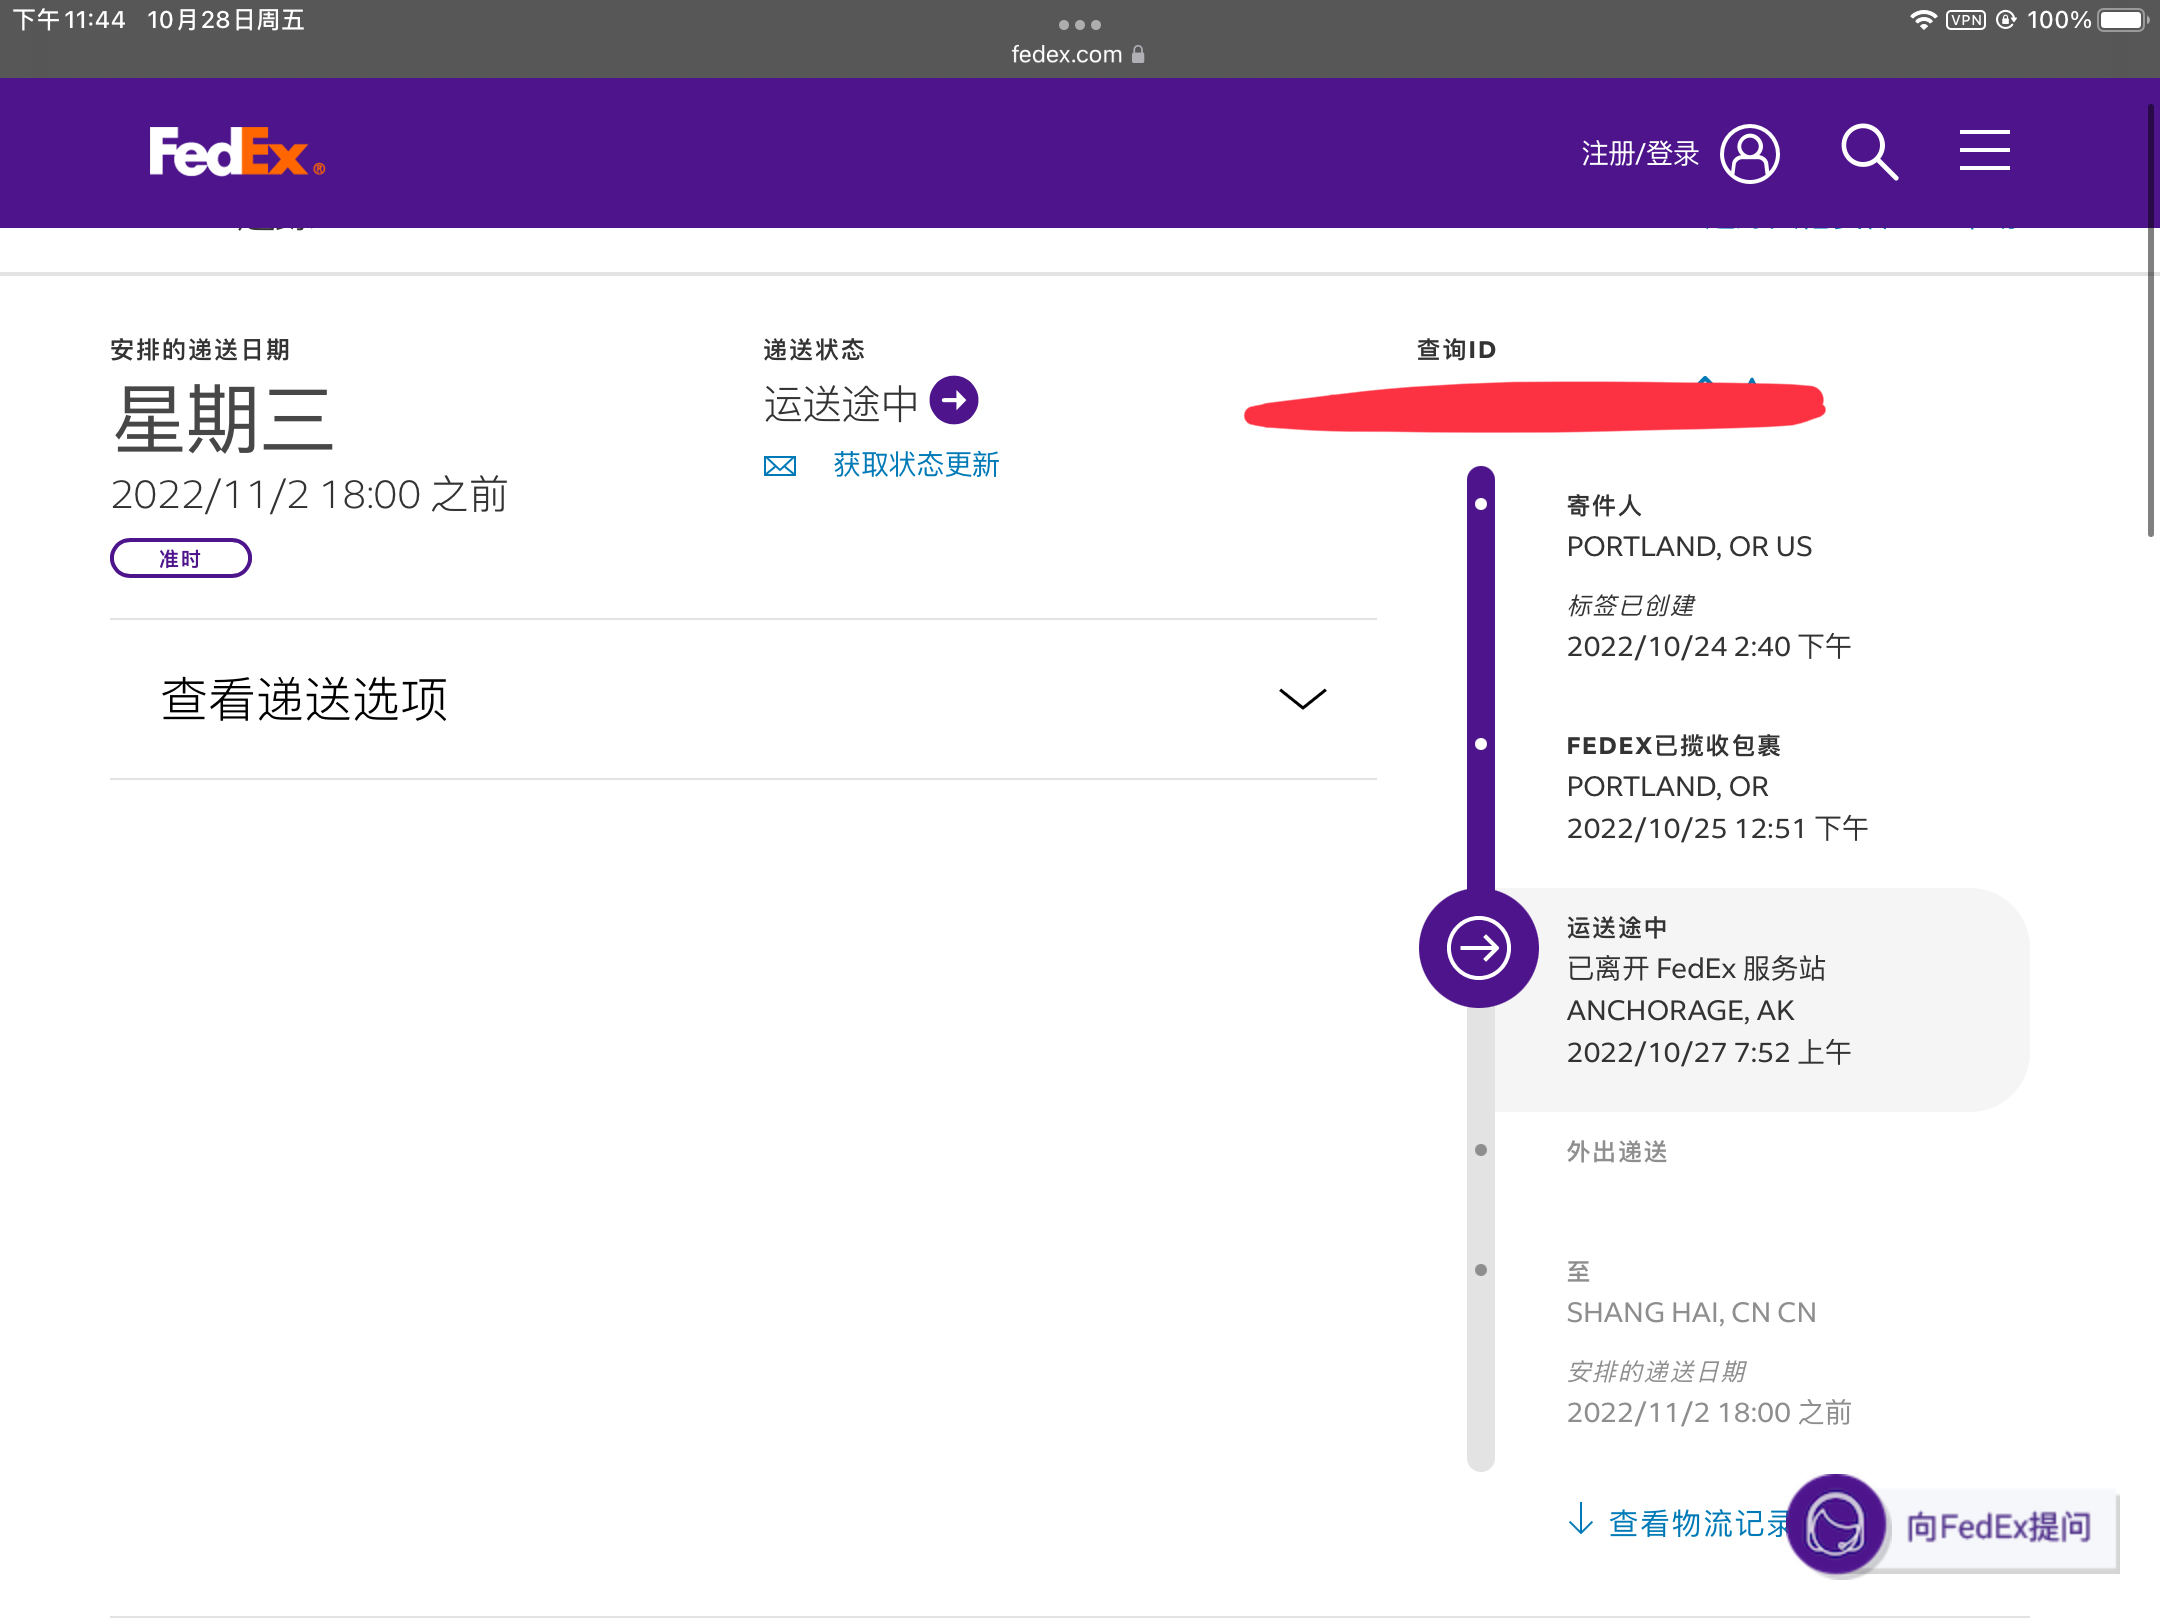 下午11:44 10月28日周五
VPN 100%
fedex.com
FedEx®
注册/登录
安排的递送日期
星期三
2022/11/2 18:00 之前
准时
递送状态
运送途中
获取状态更新
查询ID
查看递送选项
寄件人
PORTLAND, OR US
标签已创建
2022/10/24 2:40 下午
FEDEX已揽收包裹
PORTLAND, OR
2022/10/25 12:51 下午
运送途中
已离开 FedEx 服务站
ANCHORAGE, AK
2022/10/27 7:52 上午
外出递送
至
SHANG HAI, CN CN
安排的递送日期
2022/11/2 18:00 之前
查看物流记录
向FedEx提问